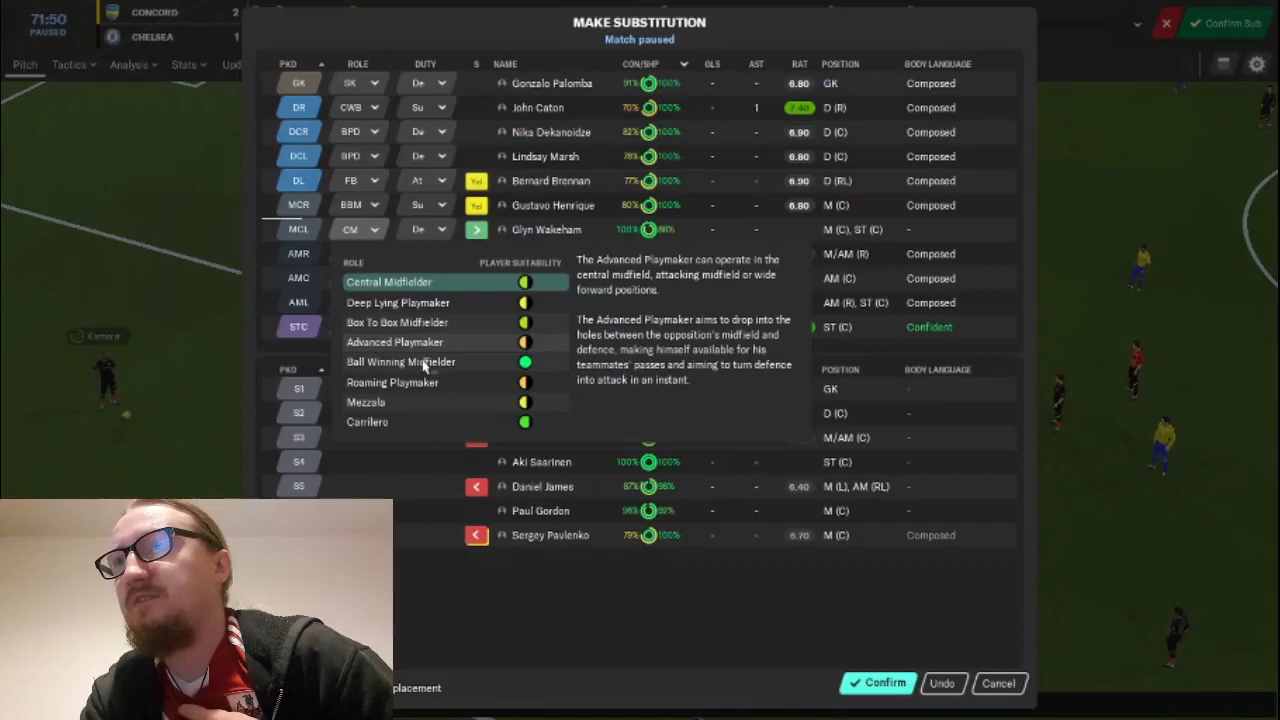 71:50
PAUSED
CONCORD 2
CHELSEA 1
MAKE SUBSTITUTION
Match paused
Confirm Sub
Pitch Tactics Analysis Stats Upd
PKD ROLE DUTY S NAME CON/SHP GLS AST RAT POSITION BODY LANGUAGE
GK SK De Gonzalo Palomba 91% 100% - - 6.80 GK Composed
DR CWB Su John Caton 70% 100% - 1 7.40 D (R) Composed
DCR BPD De Nika Dekanoidze 82% 100% - - 6.90 D (C) Composed
DCL BPD De Lindsay Marsh 78% 100% - - 6.80 D (C) Composed
DL FB At Yel Bernard Brennan 77% 100% - - 6.90 D (RL) Composed
MCR BBM Su Yel Gustavo Henrique 80% 100% - - 6.80 M (C) Composed
MCL CM De Glyn Wakeham 100% - - M (C), ST (C)
AMR M/AM (R) Composed
AMC AM (C) Composed
AML AM (R), ST (C) Composed
STC ST (C) Confident
ROLE PLAYER SUITABILITY
Central Midfielder
Deep Lying Playmaker
Box To Box Midfielder
Advanced Playmaker
Ball Winning Midfielder
Roaming Playmaker
Mezzala
Carrilero
The Advanced Playmaker can operate in the
central midfield, attacking midfield or wide
forward positions.
The Advanced Playmaker aims to drop into the
holes between the opposition's midfield and
defence, making himself available for his
teammates' passes and aiming to turn defence
into attack in an instant.
PKD POSITION BODY LANGUAGE
S1 GK -
S2 D (C) -
S3 M/AM (C) -
S4 Aki Saarinen 100% 100% - - ST (C) -
S5 Daniel James 87% 98% - - 6.40 M (L), AM (RL) -
Paul Gordon 96% 92% - - M (C) -
Sergey Pavlenko 79% 100% - - 6.70 M (C) Composed
Kamara
placement
Confirm Undo Cancel